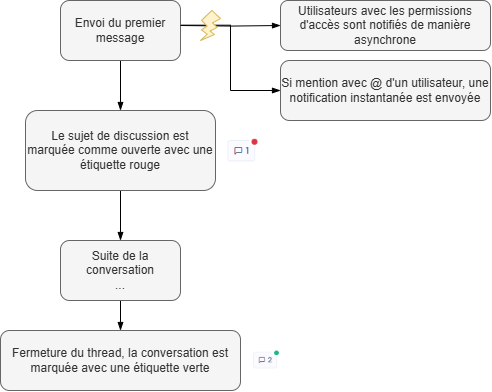 Envoi du premier
message
Utilisateurs avec les permissions
d'accès sont notifiés de manière
asynchrone
Si mention avec @ d'un utilisateur, une
notification instantanée est envoyée
Le sujet de discussion est
marquée comme ouverte avec une
étiquette rouge
1
Suite de la
conversation
...
Fermeture du thread, la conversation est
marquée avec une étiquette verte
2